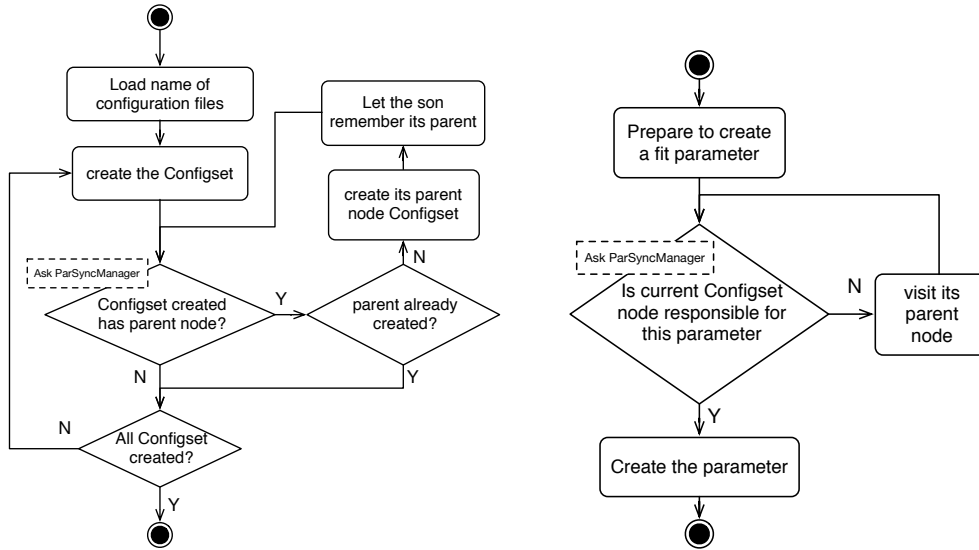 Load name of
configuration files
create the Configset
Let the son
remember its parent
create its parent
node Configset
N
Ask ParSyncManager
Configset created
has parent node?
Y
parent already
created?
N
Y
All Configset
created?
N
Y
Prepare to create
a fit parameter
Ask ParSyncManager
Is current Configset
node responsible for
this parameter
N
visit its
parent
node
Y
Create the parameter